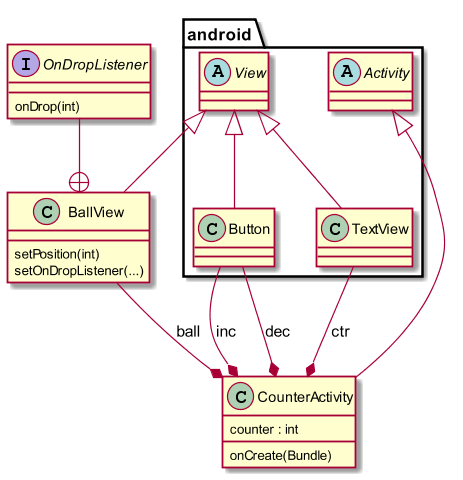 android
I OnDropListener
onDrop(int)
A View
A Activity
C BallView
setPosition(int)
setOnDropListener(...)
C Button
C TextView
ball
inc
dec
ctr
C CounterActivity
counter : int
onCreate(Bundle)